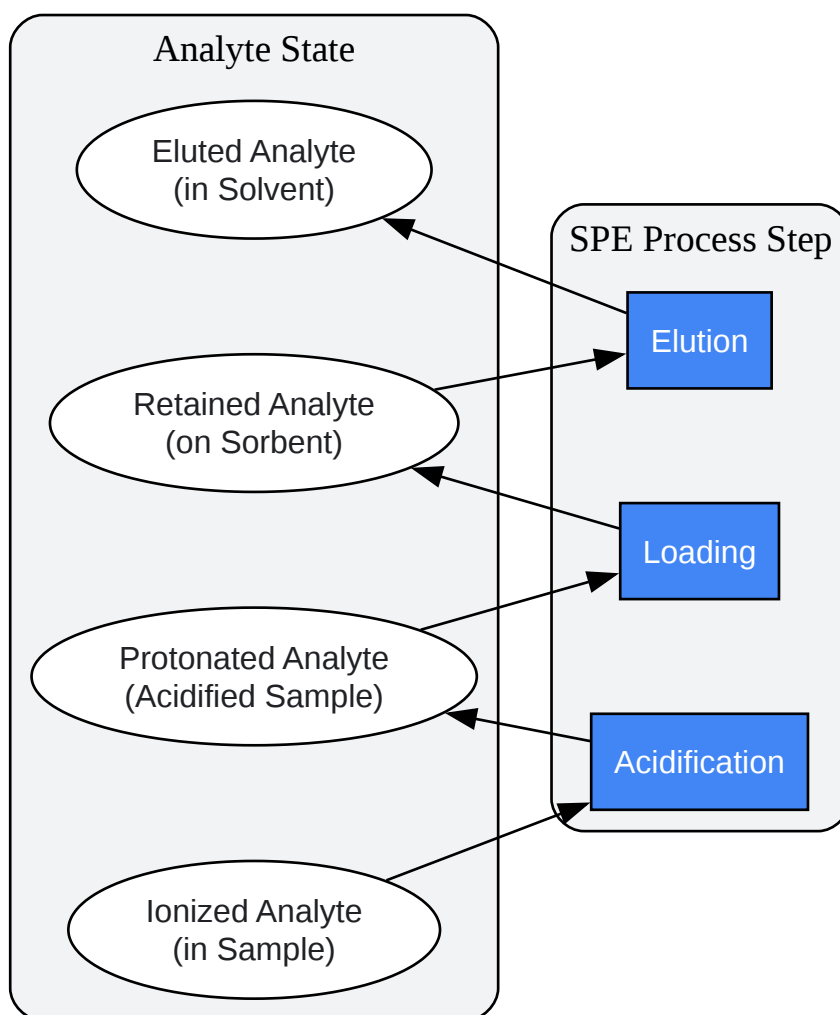 Analyte State
Eluted Analyte
(in Solvent)
Retained Analyte
(on Sorbent)
Protonated Analyte
(Acidified Sample)
Ionized Analyte
(in Sample)
SPE Process Step
Elution
Loading
Acidification